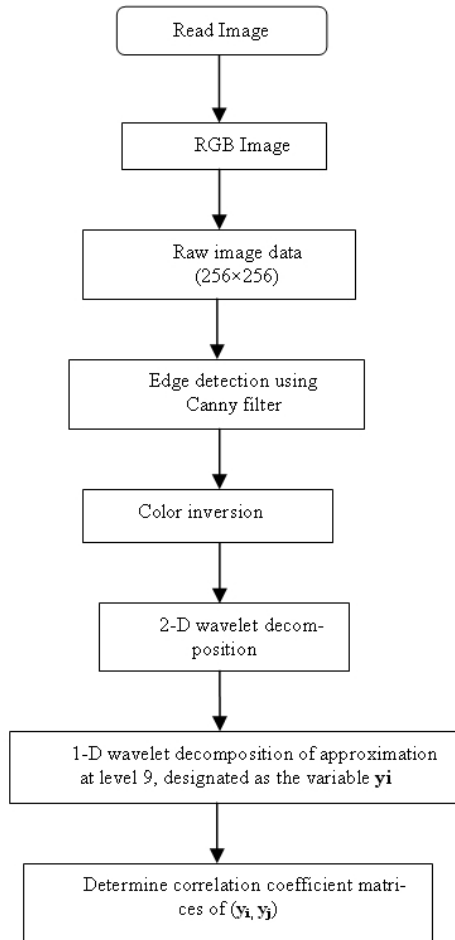 Read Image
RGB Image
Raw image data
(256×256)
Edge detection using
Canny filter
Color inversion
2-D wavelet decom-
position
1-D wavelet decomposition of approximation
at level 9, designated as the variable yi
Determine correlation coefficient matri-
ces of (yi, yj)